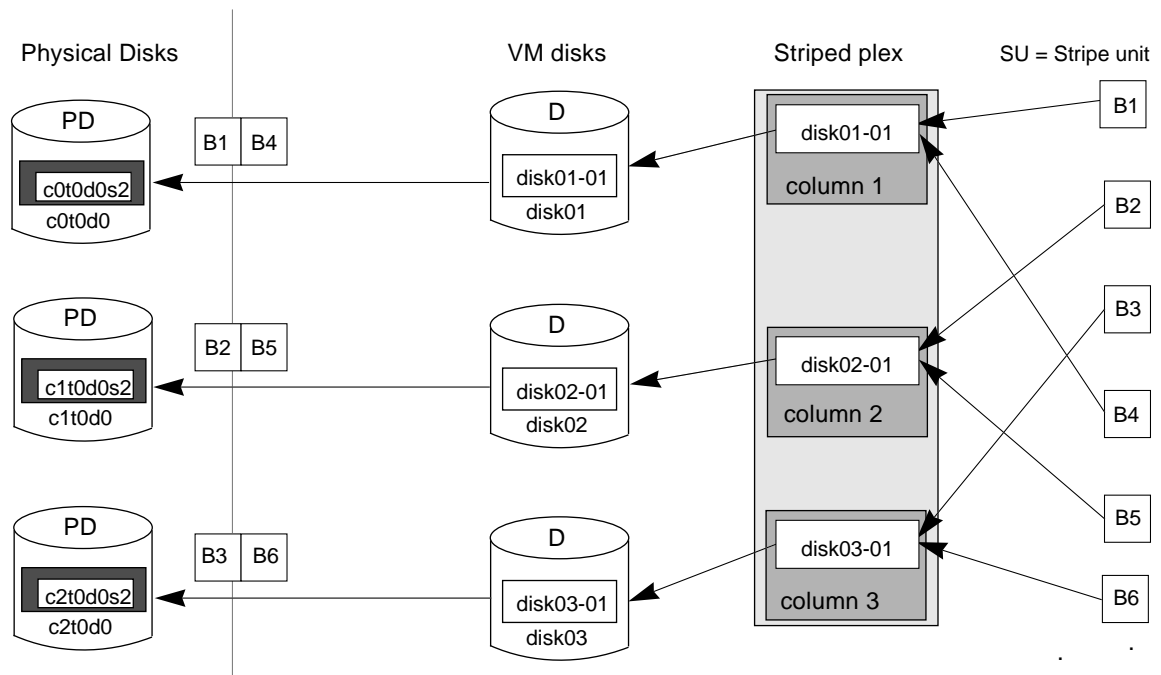 Physical Disks
VM disks
Striped plex
SU = Stripe unit
PD
B1 B4
D
disk01-01
B1
c0t0d0s2
disk01-01
column 1
c0t0d0
disk01
B2
PD
B2 B5
D
disk02-01
B3
c1t0d0s2
disk02-01
column 2
c1t0d0
disk02
B4
PD
B3 B6
D
disk03-01
B5
c2t0d0s2
disk03-01
column 3
c2t0d0
disk03
B6
. .